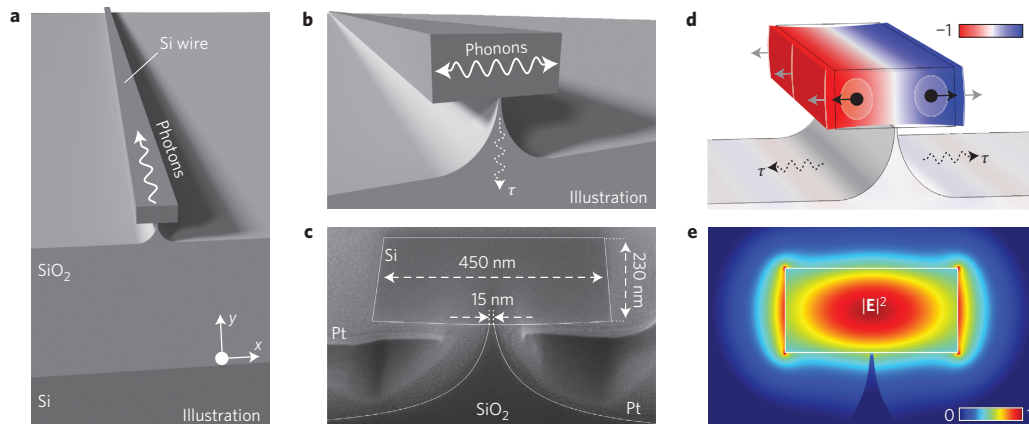 a
Si wire
Photons
SiO2
y
x
Si
Illustration
b
Phonons
τ
Illustration
c
Si
450 nm
230 nm
15 nm
Pt
SiO2
Pt
d
−1
τ
τ
e
|E|²
0